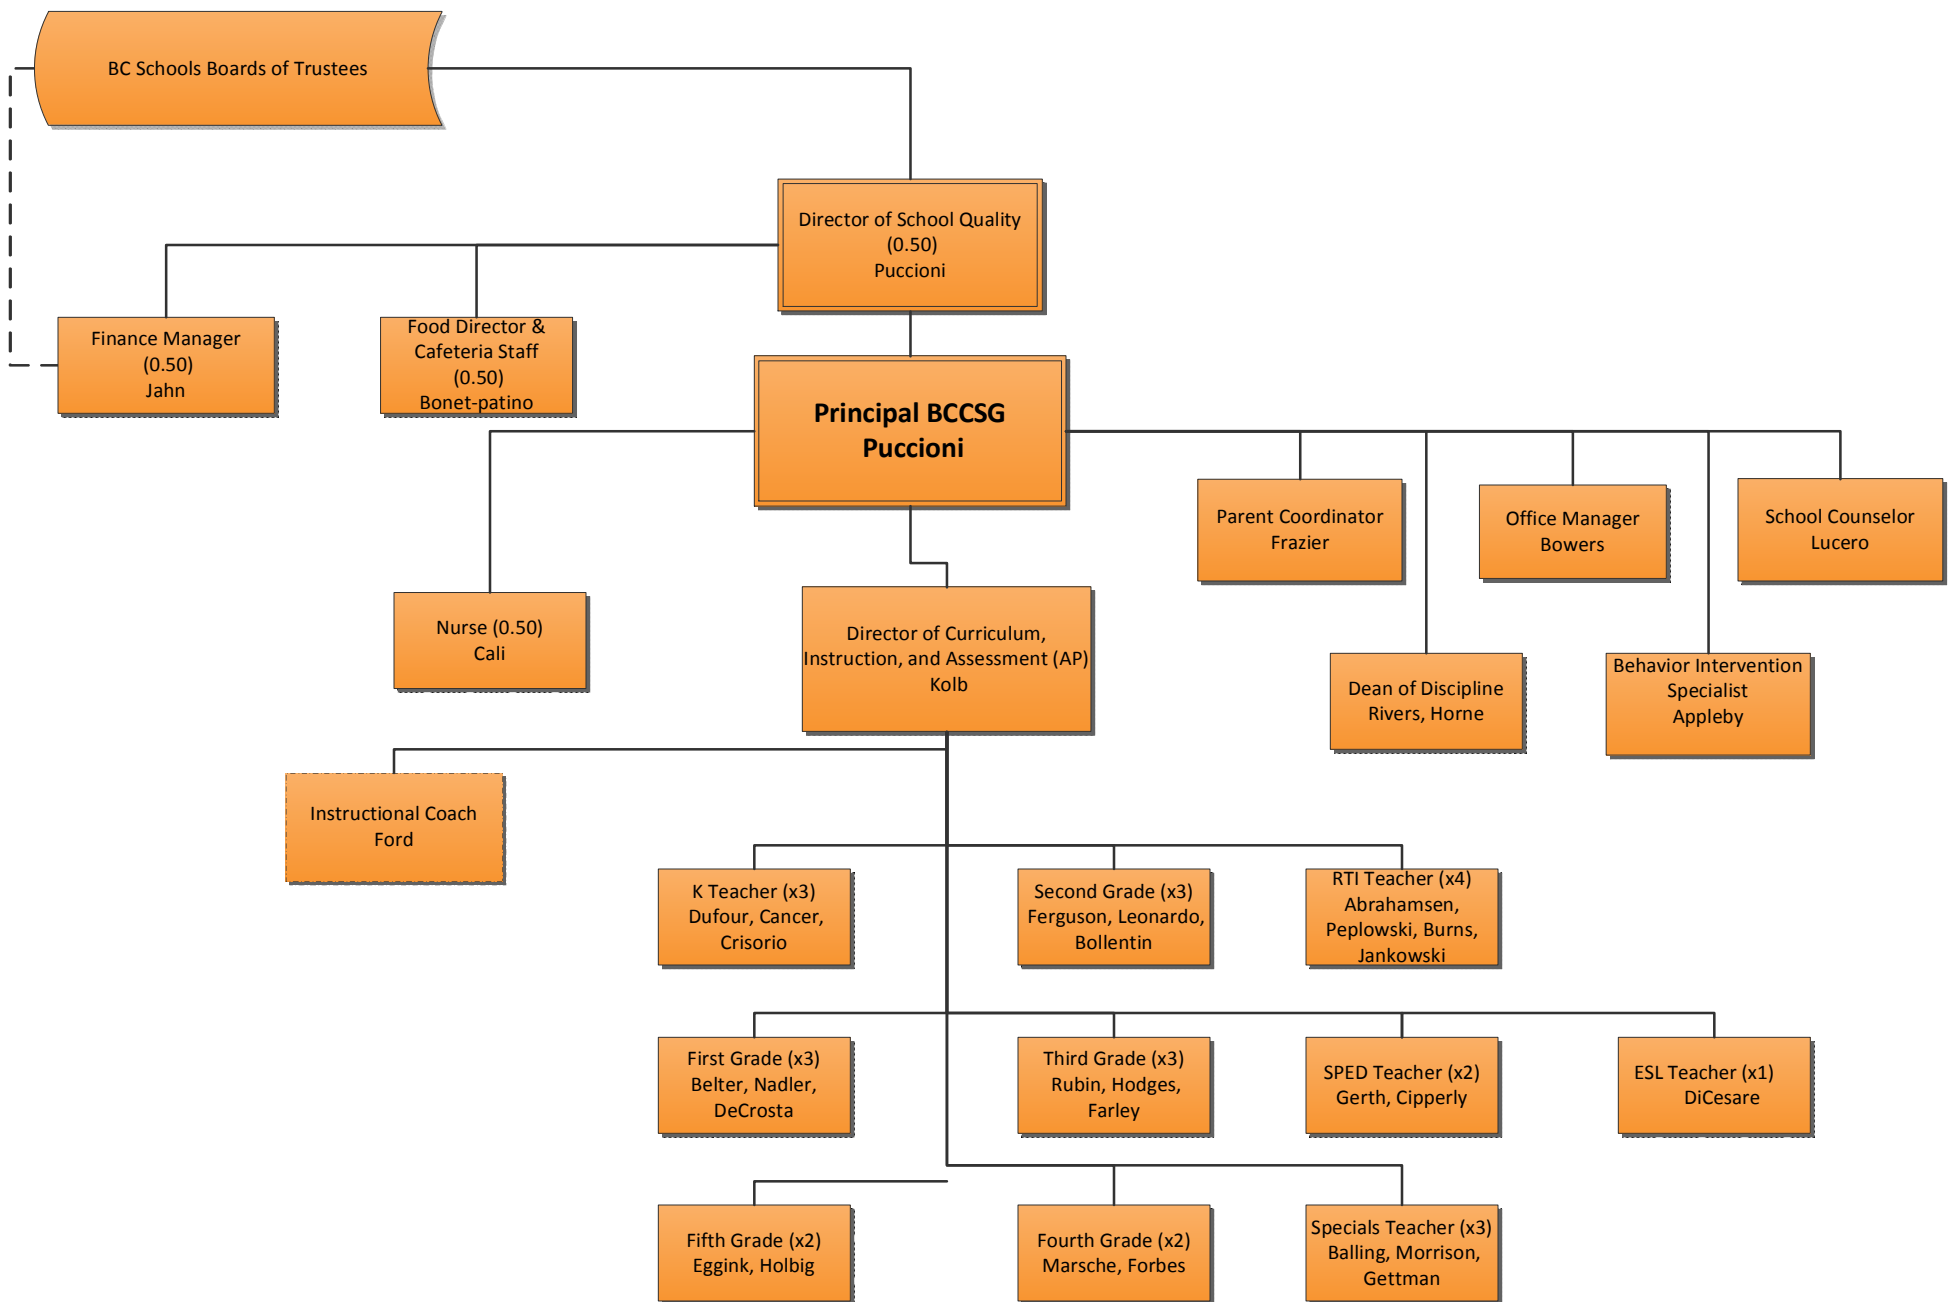 BC Schools Boards of Trustees
Director of School Quality
(0.50)
Puccioni
Finance Manager
(0.50)
Jahn
Food Director &
Cafeteria Staff
(0.50)
Bonet-patino
Principal BCCSG
Puccioni
Parent Coordinator
Frazier
Office Manager
Bowers
School Counselor
Lucero
Nurse (0.50)
Cali
Director of Curriculum,
Instruction, and Assessment (AP)
Kolb
Dean of Discipline
Rivers, Horne
Behavior Intervention
Specialist
Appleby
Instructional Coach
Ford
K Teacher (x3)
Dufour, Cancer,
Crisorio
Second Grade (x3)
Ferguson, Leonardo,
Bollentin
RTI Teacher (x4)
Abrahamsen,
Peplowski, Burns,
Jankowski
First Grade (x3)
Belter, Nadler,
DeCrosta
Third Grade (x3)
Rubin, Hodges,
Farley
SPED Teacher (x2)
Gerth, Cipperly
ESL Teacher (x1)
DiCesare
Fifth Grade (x2)
Eggink, Holbig
Fourth Grade (x2)
Marsche, Forbes
Specials Teacher (x3)
Balling, Morrison,
Gettman